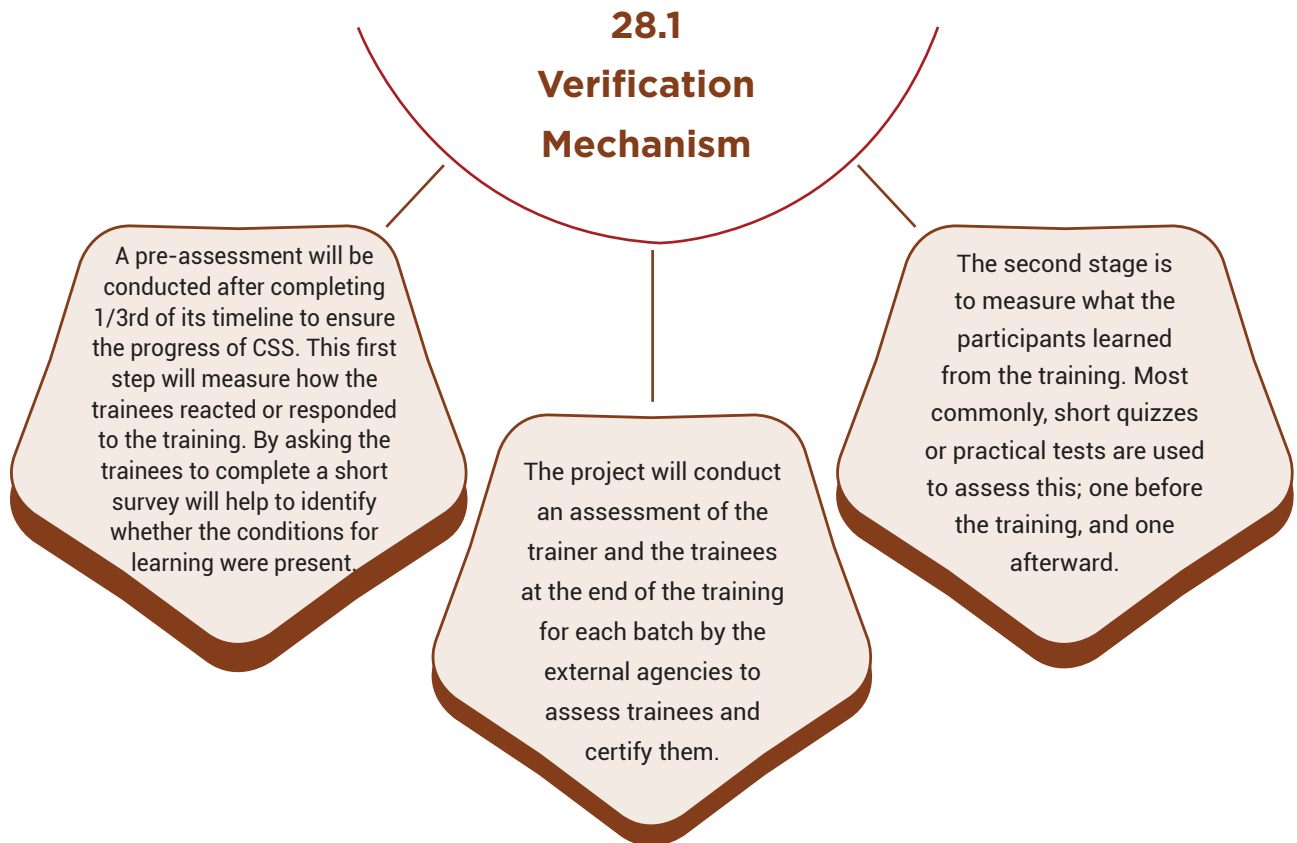 28.1
Verification
Mechanism
A pre-assessment will be
conducted after completing
1/3rd of its timeline to ensure
the progress of CSS. This first
step will measure how the
trainees reacted or responded
to the training. By asking the
trainees to complete a short
survey will help to identify
whether the conditions for
learning were present.
The project will conduct
an assessment of the
trainer and the trainees
at the end of the training
for each batch by the
external agencies to
assess trainees and
certify them.
The second stage is
to measure what the
participants learned
from the training. Most
commonly, short quizzes
or practical tests are used
to assess this; one before
the training, and one
afterward.